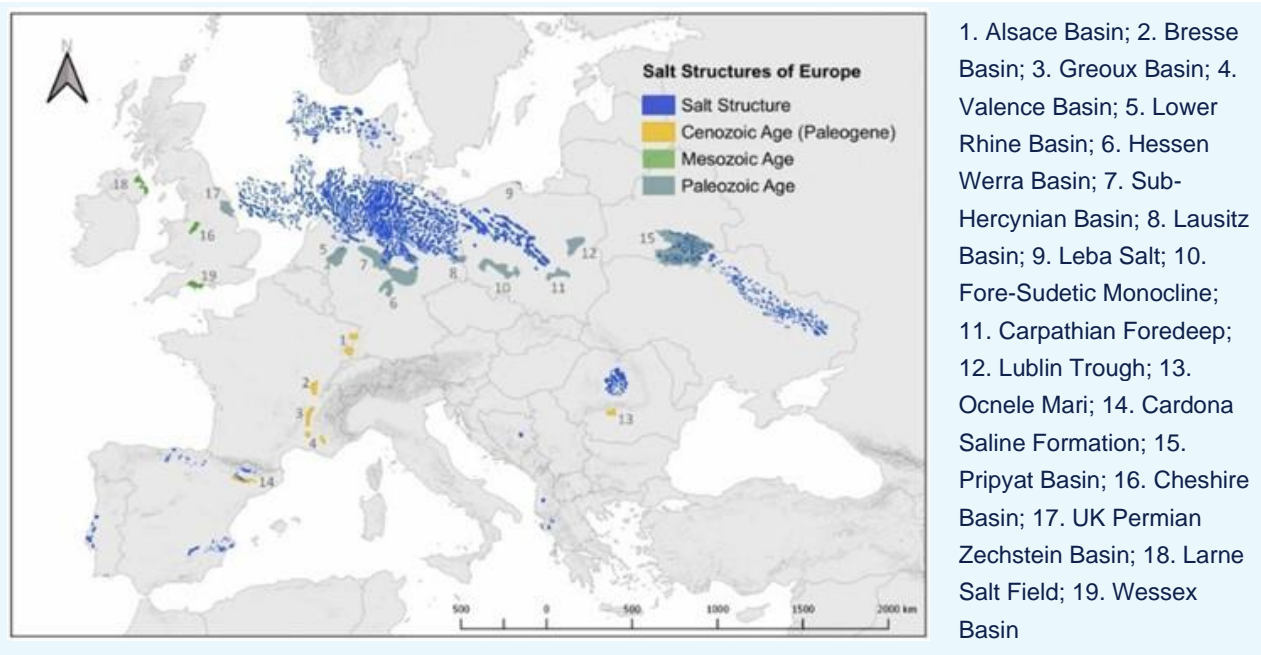 N
Salt Structures of Europe
Salt Structure
Cenozoic Age (Paleogene)
Mesozoic Age
Paleozoic Age
18
17
16
19
9
5
7
6
8
10
11
12
15
1
2
3
4
13
14
500 0 500 1000 1500 2000 km
1. Alsace Basin; 2. Bresse
Basin; 3. Greoux Basin; 4.
Valence Basin; 5. Lower
Rhine Basin; 6. Hessen
Werra Basin; 7. Sub-
Hercynian Basin; 8. Lausitz
Basin; 9. Leba Salt; 10.
Fore-Sudetic Monocline;
11. Carpathian Foredeep;
12. Lublin Trough; 13.
Ocnele Mari; 14. Cardona
Saline Formation; 15.
Pripyat Basin; 16. Cheshire
Basin; 17. UK Permian
Zechstein Basin; 18. Larne
Salt Field; 19. Wessex
Basin